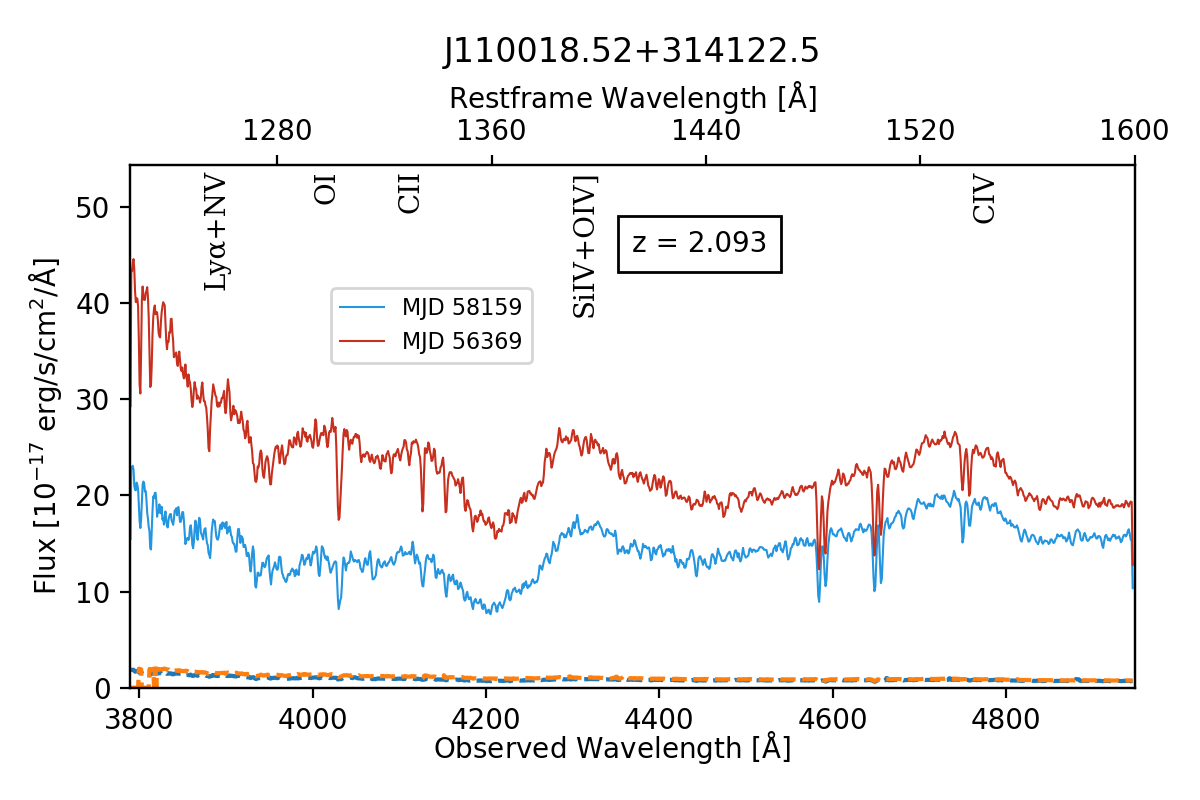 J110018.52+314122.5
Restframe Wavelength [Å]
1280 1360 1440 1520 1600
Lyα+NV
OI
CII
SiIV+OIV]
CIV
z = 2.093
MJD 58159
MJD 56369
Flux [10⁻¹⁷ erg/s/cm²/Å]
50
40
30
20
10
0
3800 4000 4200 4400 4600 4800
Observed Wavelength [Å]